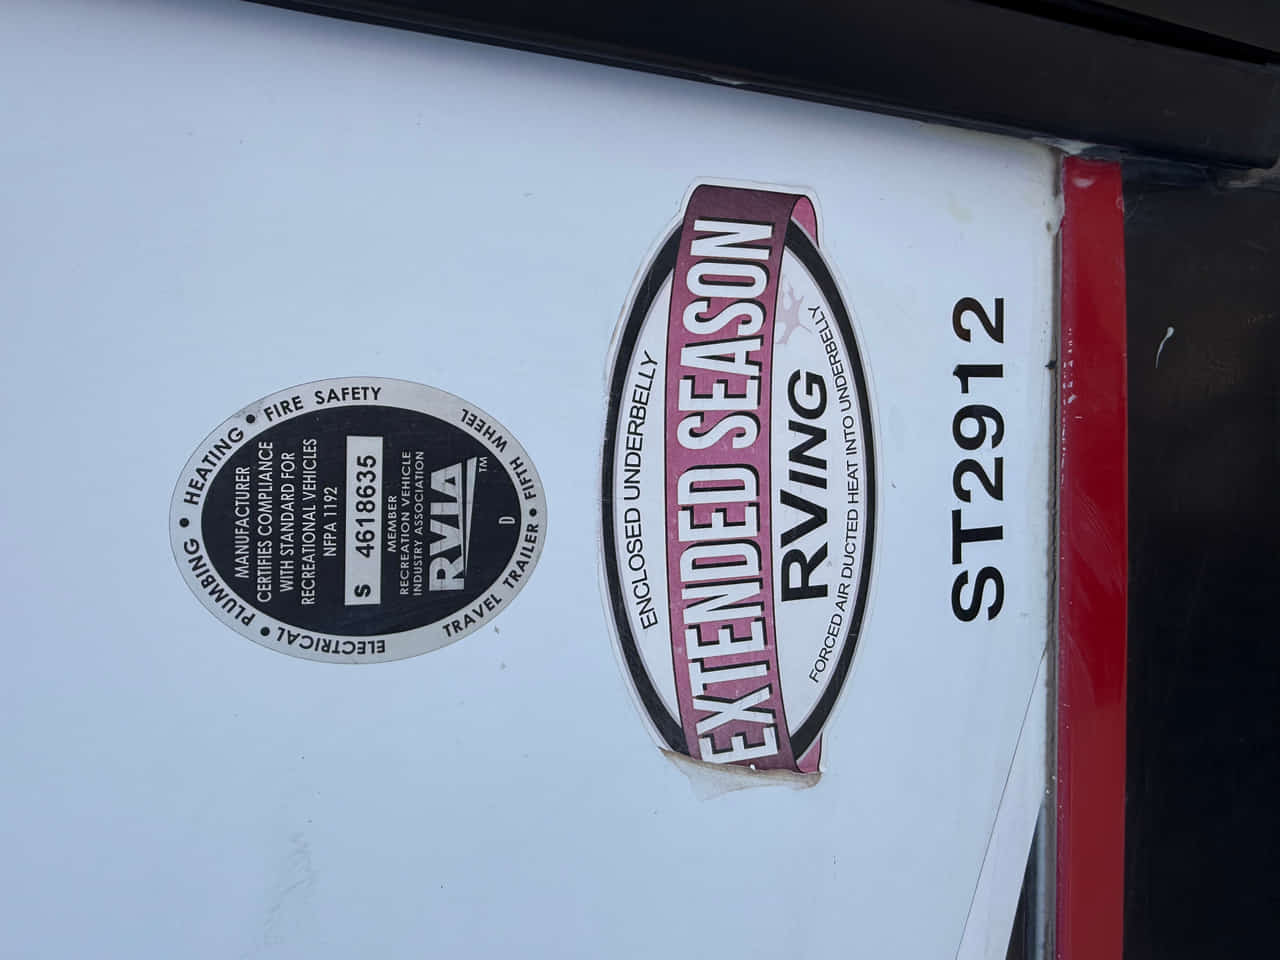 HEATING • FIRE SAFETY
PLUMBING •
ELECTRICAL •
MANUFACTURER
CERTIFIES COMPLIANCE
WITH STANDARD FOR
RECREATIONAL VEHICLES
NFPA 1192
S 4618635
MEMBER
RECREATION VEHICLE
INDUSTRY ASSOCIATION
RVIA™
D
TRAVEL TRAILER • FIFTH WHEEL
ENCLOSED UNDERBELLY
EXTENDED SEASON
RVING
FORCED AIR DUCTED HEAT INTO UNDERBELLY
ST2912